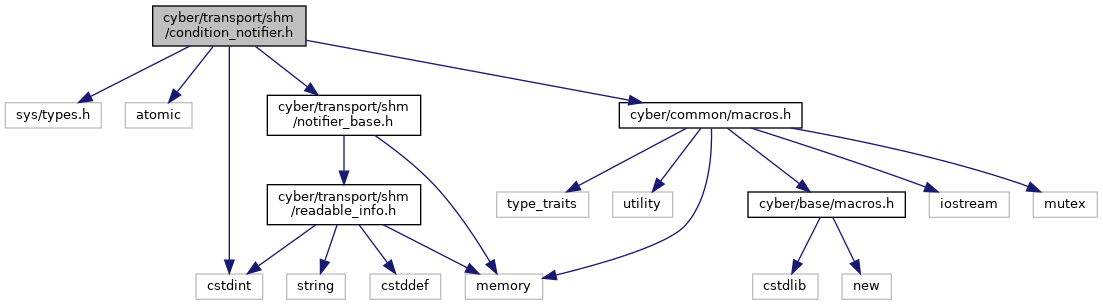 cyber/transport/shm
/condition_notifier.h
sys/types.h
atomic
cyber/transport/shm
/notifier_base.h
cyber/common/macros.h
cyber/transport/shm
/readable_info.h
type_traits
utility
cyber/base/macros.h
iostream
mutex
cstdint
string
cstddef
memory
cstdlib
new